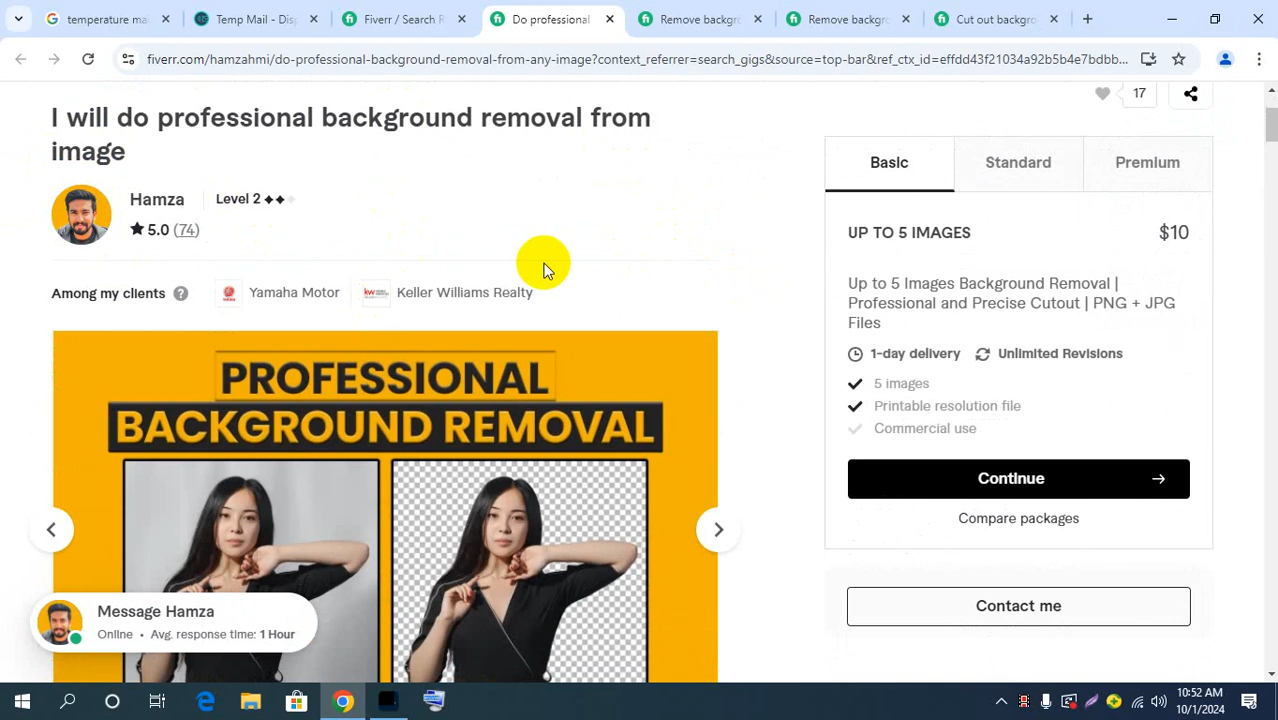 temperature ma
Temp Mail - Disp
Fiverr / Search R
Do professional
Remove backgro
Remove backgro
Cut out backgro
fiverr.com/hamzahmi/do-professional-background-removal-from-any-image?context_referrer=search_gigs&source=top-bar&ref_ctx_id=effdd43f21034a92b5b4e7bdbb...
17
I will do professional background removal from
image
Hamza
Level 2
5.0 (74)
Among my clients ?
Yamaha Motor
kw
Keller Williams Realty
PROFESSIONAL
BACKGROUND REMOVAL
Message Hamza
Online • Avg. response time: 1 Hour
Basic
Standard
Premium
UP TO 5 IMAGES
$10
Up to 5 Images Background Removal |
Professional and Precise Cutout | PNG + JPG
Files
1-day delivery
Unlimited Revisions
5 images
Printable resolution file
Commercial use
Continue
Compare packages
Contact me
10:52 AM
10/1/2024